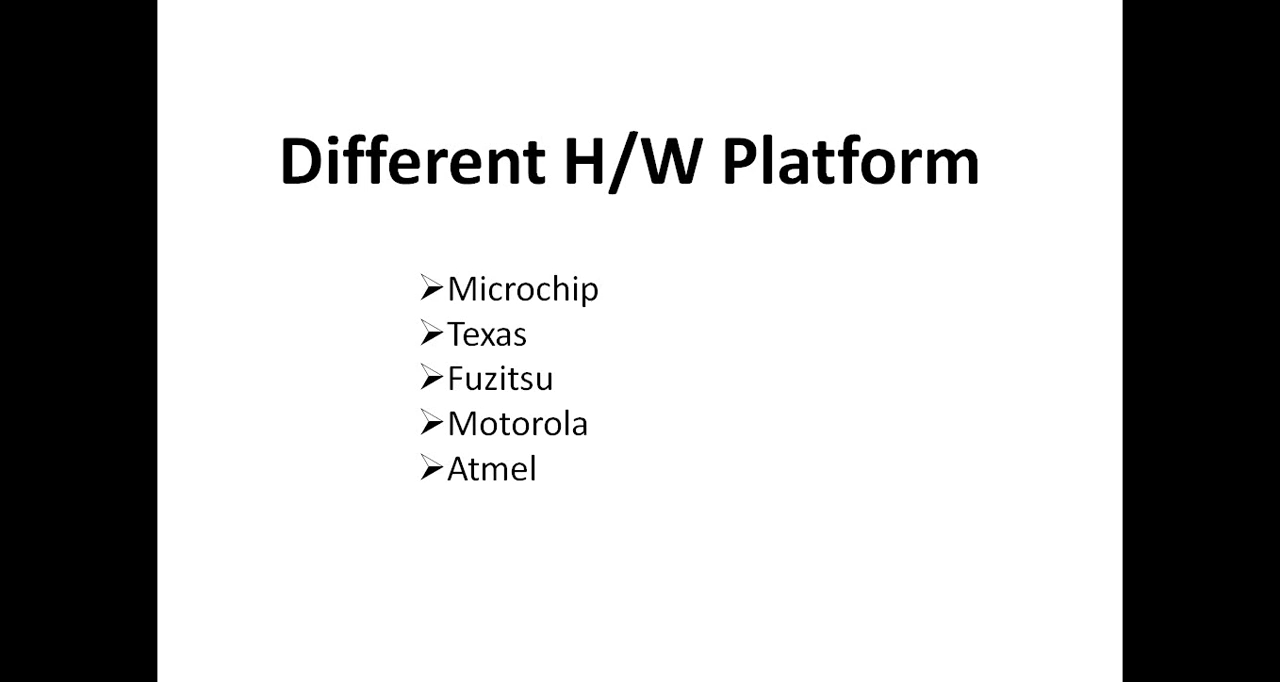 Different H/W Platform
➢Microchip
➢Texas
➢Fuzitsu
➢Motorola
➢Atmel